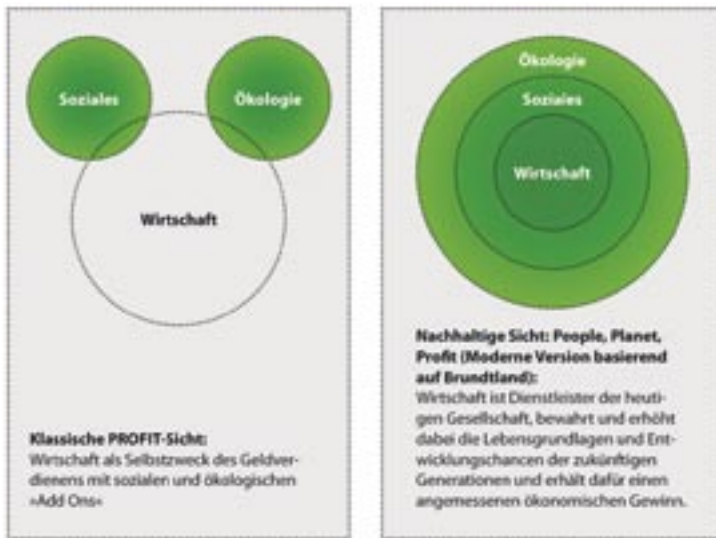 Soziales
Ökologie
Wirtschaft
Klassische PROFIT-Sicht:
Wirtschaft als Selbstzweck des Geldver-
dienens mit sozialen und ökologischen
»Add Ons«
Ökologie
Soziales
Wirtschaft
Nachhaltige Sicht: People, Planet,
Profit (Moderne Version basierend
auf Brundtland):
Wirtschaft ist Dienstleister der heuti-
gen Gesellschaft, bewahrt und erhöht
dabei die Lebensgrundlagen und Ent-
wicklungschancen der zukünftigen
Generationen und erhält dafür einen
angemessenen ökonomischen Gewinn.